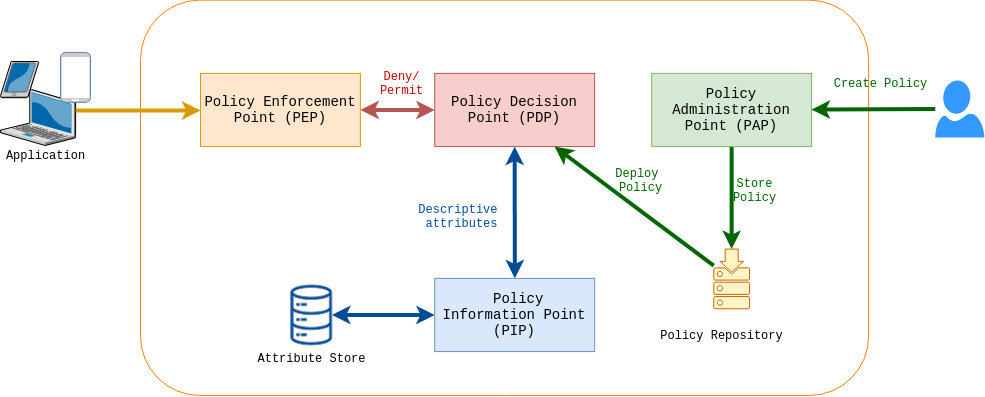 Application
Policy Enforcement
Point (PEP)
Deny/
Permit
Policy Decision
Point (PDP)
Policy
Administration
Point (PAP)
Create Policy
Descriptive
attributes
Deploy
Policy
Store
Policy
Policy
Information Point
(PIP)
Attribute Store
Policy Repository